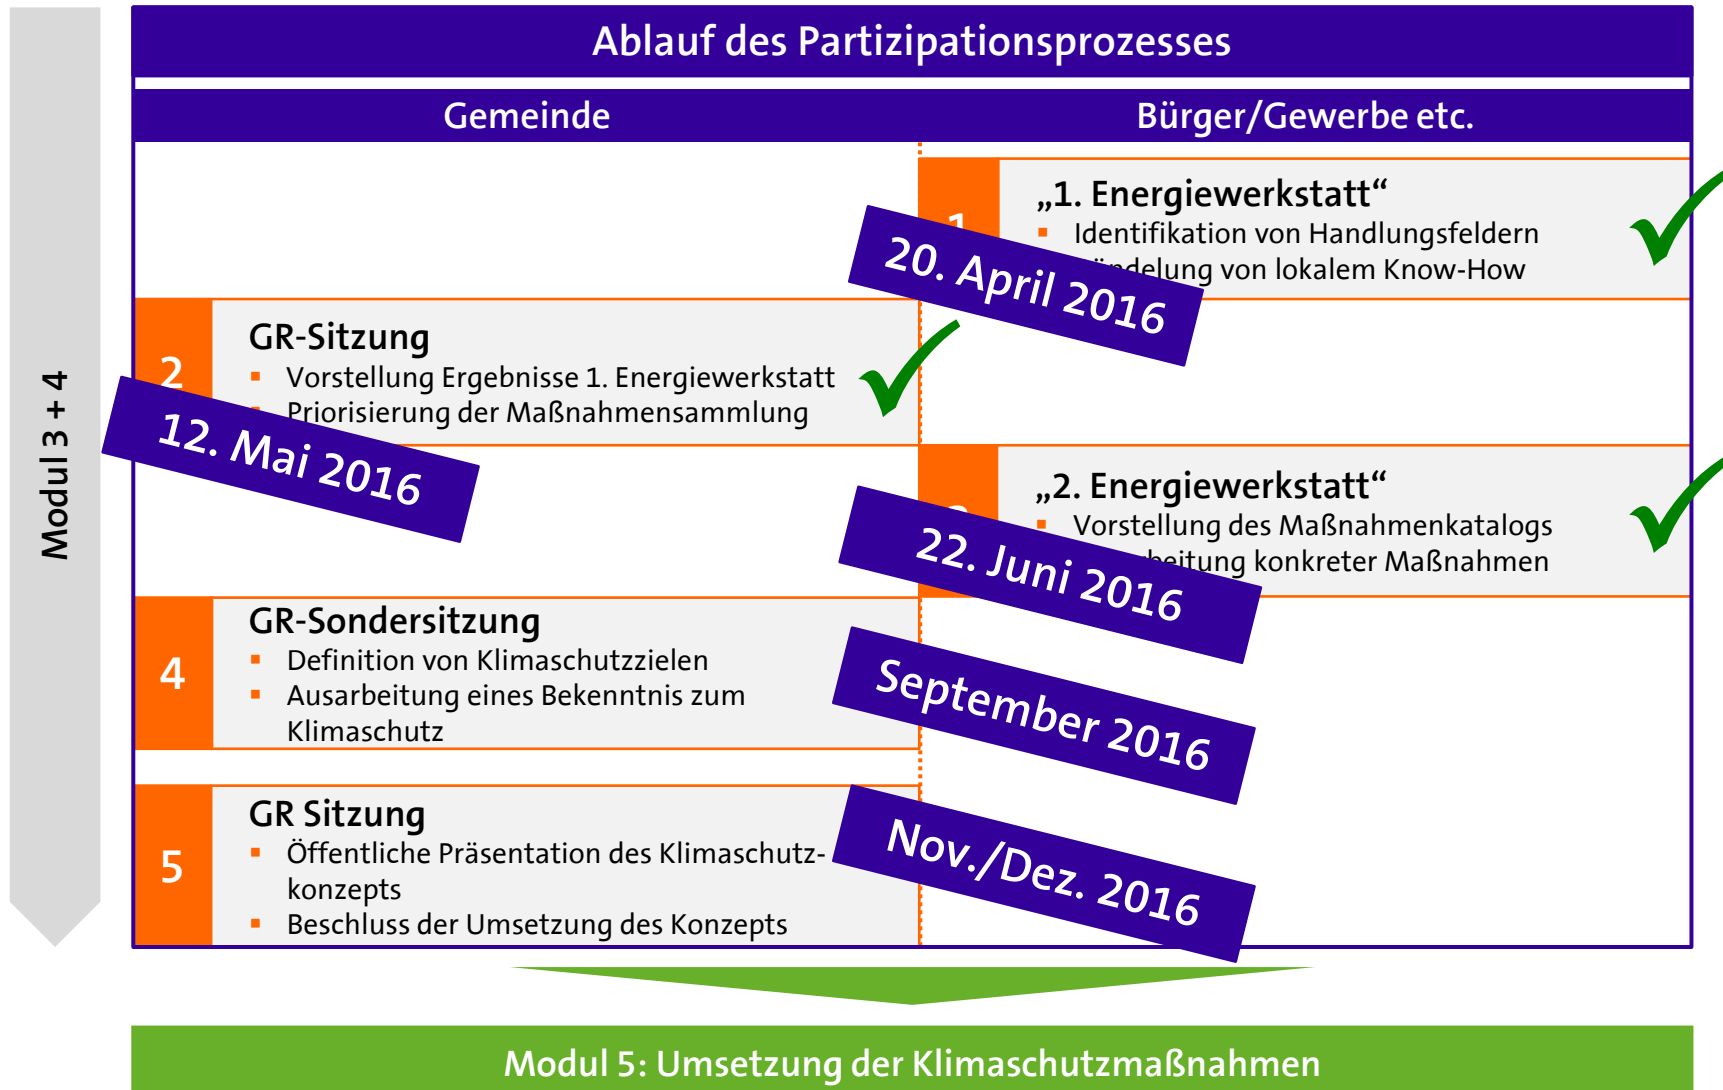 Ablauf des Partizipationsprozesses
Gemeinde
Bürger/Gewerbe etc.
Modul 3 + 4
1
„1. Energiewerkstatt“
Identifikation von Handlungsfeldern
von lokalem Know-How
20. April 2016
2
GR-Sitzung
Vorstellung Ergebnisse 1. Energiewerkstatt
Priorisierung der Maßnahmensammlung
12. Mai 2016
„2. Energiewerkstatt“
Vorstellung des Maßnahmenkatalogs
konkreter Maßnahmen
22. Juni 2016
4
GR-Sondersitzung
Definition von Klimaschutzzielen
Ausarbeitung eines Bekenntnis zum
Klimaschutz
September 2016
5
GR Sitzung
Öffentliche Präsentation des Klimaschutz-
konzepts
Beschluss der Umsetzung des Konzepts
Nov./Dez. 2016
Modul 5: Umsetzung der Klimaschutzmaßnahmen